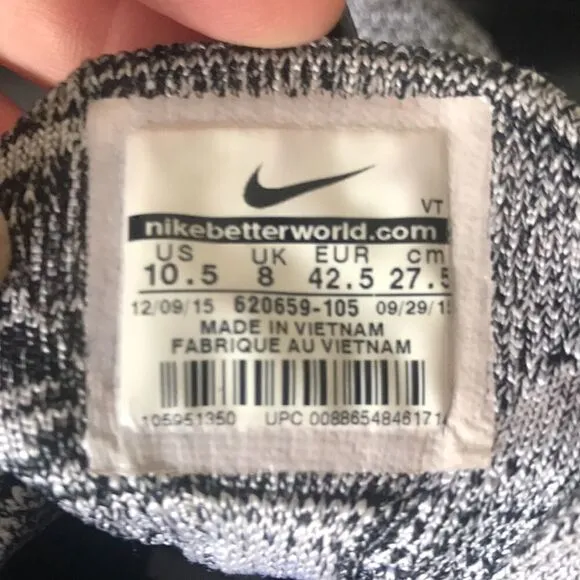 VT
nikebetterworld.com
US UK EUR cm
10.5 8 42.5 27.5
12/09/15 620659-105 09/29/1
MADE IN VIETNAM
FABRIQUE AU VIETNAM
105951350 UPC 00886548461714